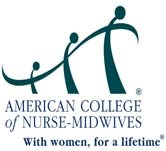 AMERICAN COLLEGE
of NURSE-MIDWIVES
With women, for a lifetime®